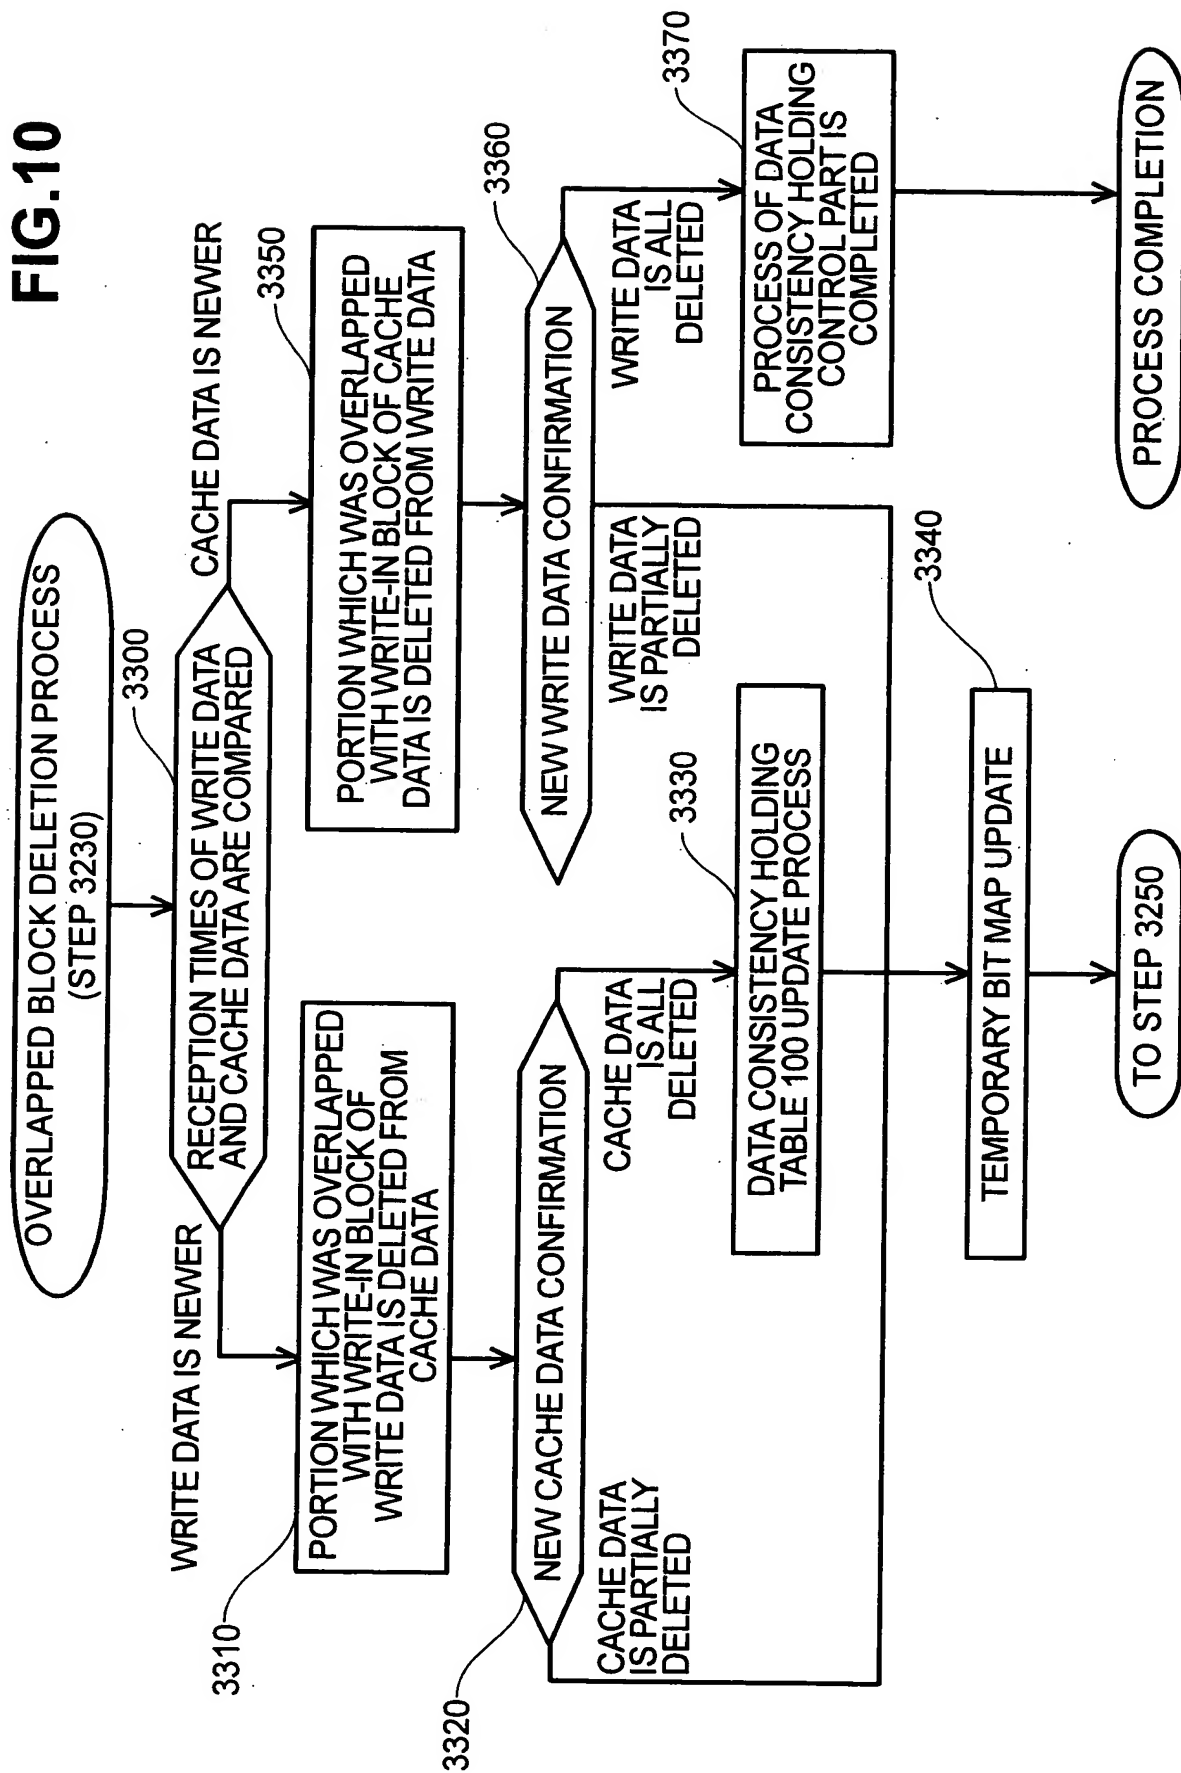 FIG.10
OVERLAPPED BLOCK DELETION PROCESS
(STEP 3230)
3300
RECEPTION TIMES OF WRITE DATA
AND CACHE DATA ARE COMPARED
WRITE DATA IS NEWER
CACHE DATA IS NEWER
3310
PORTION WHICH WAS OVERLAPPED
WITH WRITE-IN BLOCK OF
WRITE DATA IS DELETED FROM
CACHE DATA
3350
PORTION WHICH WAS OVERLAPPED
WITH WRITE-IN BLOCK OF CACHE
DATA IS DELETED FROM WRITE DATA
3320
NEW CACHE DATA CONFIRMATION
3360
NEW WRITE DATA CONFIRMATION
CACHE DATA
IS PARTIALLY
DELETED
CACHE DATA
IS ALL
DELETED
WRITE DATA
IS PARTIALLY
DELETED
WRITE DATA
IS ALL
DELETED
3330
DATA CONSISTENCY HOLDING
TABLE 100 UPDATE PROCESS
3370
PROCESS OF DATA
CONSISTENCY HOLDING
CONTROL PART IS
COMPLETED
3340
TEMPORARY BIT MAP UPDATE
TO STEP 3250
PROCESS COMPLETION